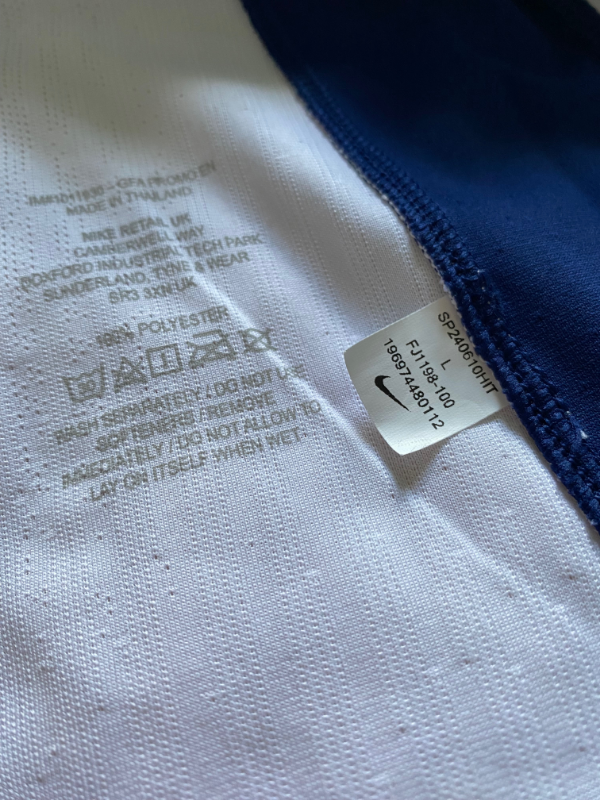 MADE IN THAILAND
NIKE RETAIL UK
CAMHERWELL WAY
DOXFORD INDUSTRIAL TECH PARK
SUNDERLAND, TYNE & WEAR
SR3 3XN UK
100% POLYESTER
30
WASH SEPARATELY / DO NOT USE
SOFTENERS / REMOVE
IMMEDIATELY / DO NOT ALLOW TO
LAY ON ITSELF WHEN WET
SP240610HIT
L
FJ1198-100
196974480112